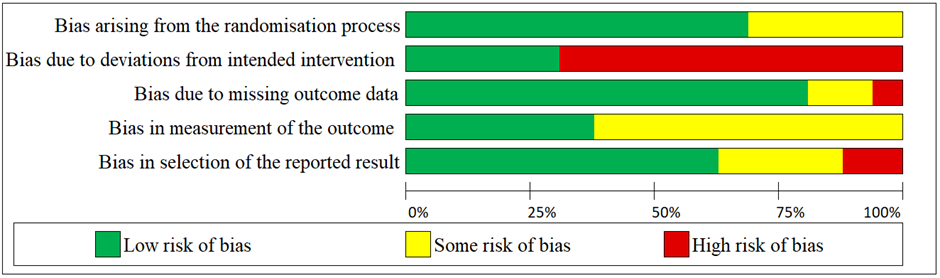 Bias arising from the randomisation process
Bias due to deviations from intended intervention
Bias due to missing outcome data
Bias in measurement of the outcome
Bias in selection of the reported result
0% 25% 50% 75% 100%
Low risk of bias Some risk of bias High risk of bias